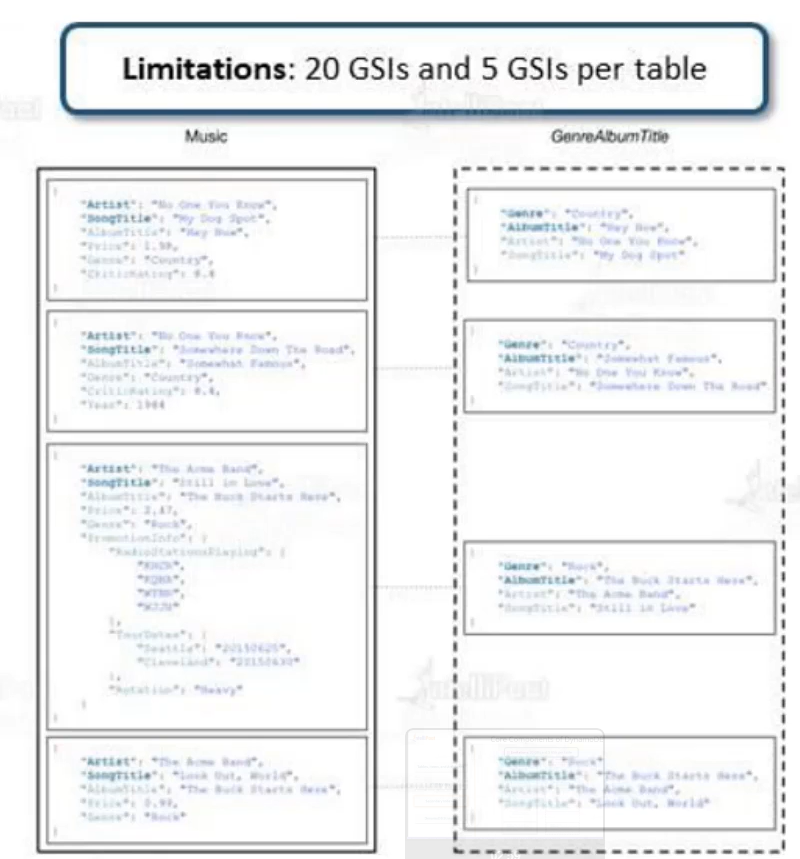 Limitations: 20 GSIs and 5 GSIs per table
Music
GenreAlbumTitle
{
"Artist": "No One You Know",
"SongTitle": "My Dog Spot",
"AlbumTitle": "Hey Now",
"Price": 1.98,
"Genre": "Country",
"CriticRating": 8.4
}
{
"Artist": "No One You Know",
"SongTitle": "Somewhere Down The Road",
"AlbumTitle": "Somewhat Famous",
"Genre": "Country",
"CriticRating": 8.4,
"Year": 1984
}
{
"Artist": "The Acme Band",
"SongTitle": "Still in Love",
"AlbumTitle": "The Buck Starts Here",
"Price": 2.47,
"Genre": "Rock",
"PromotionInfo": {
"RadioStationsPlaying": [
],
"TourDates": {
"Seattle": "20150625",
"Cleveland": "20150630"
},
"Rotation": "Heavy"
}
}
{
"Artist": "The Acme Band",
"SongTitle": "Look Out, World",
"AlbumTitle": "The Buck Starts Here",
"Price": 0.99,
"Genre": "Rock"
}
{
"Genre": "Country",
"AlbumTitle": "Hey Now",
"Artist": "No One You Know",
"SongTitle": "My Dog Spot"
}
{
"Genre": "Country",
"AlbumTitle": "Somewhat Famous",
"Artist": "No One You Know",
"SongTitle": "Somewhere Down The Road"
}
{
"Genre": "Rock",
"AlbumTitle": "The Buck Starts Here",
"Artist": "The Acme Band",
"SongTitle": "Still in Love"
}
{
"Genre": "Rock",
"AlbumTitle": "The Buck Starts Here",
"Artist": "The Acme Band",
"SongTitle": "Look Out, World"
}
IntelliPaat